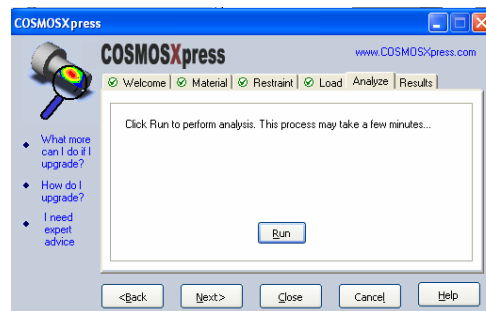 COSMOSXpress
COSMOSXpress
www.COSMOSXpress.com
Welcome Material Restraint Load Analyze Results
Click Run to perform analysis. This process may take a few minutes...
What more
can I do if I
upgrade?
How do I
upgrade?
I need
expert
advice
Run
<Back Next> Close Cancel Help